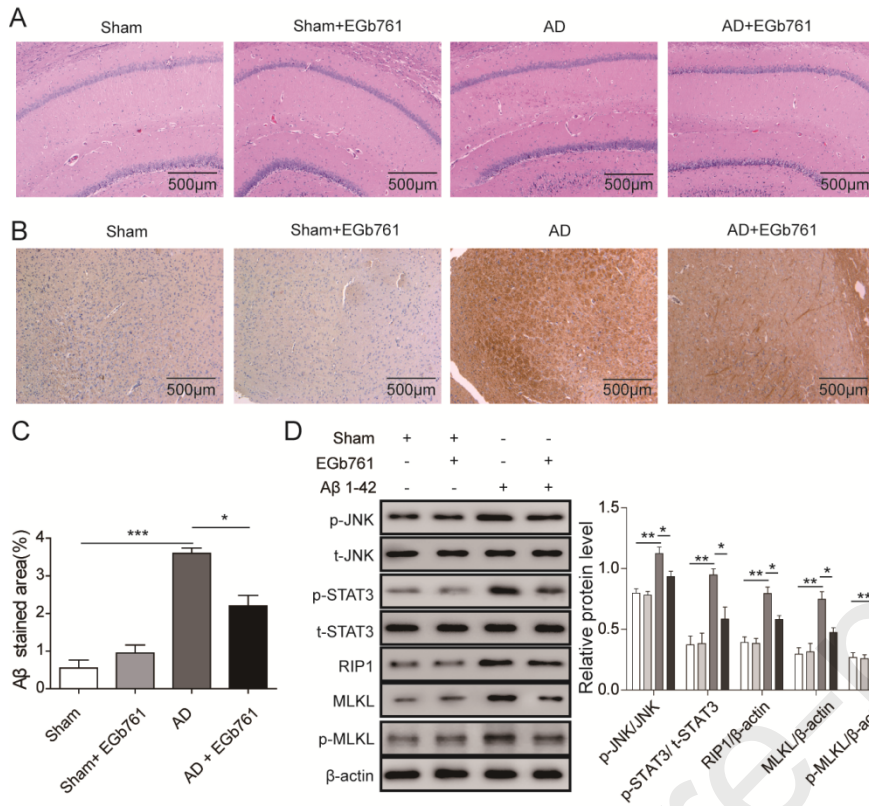 A
Sham
Sham+EGb761
AD
AD+EGb761
500μm
500μm
500μm
500μm
B
Sham
Sham+EGb761
AD
AD+EGb761
500μm
500μm
500μm
500μm
C
Aβ stained area(%)
4
3
2
1
0
***
*
Sham
Sham+ EGb761
AD
AD + EGb761
D
Sham + + - -
EGb761 - + - +
Aβ 1-42 - - + +
p-JNK
t-JNK
p-STAT3
t-STAT3
RIP1
MLKL
p-MLKL
β-actin
Relative protein level
1.5
1.0
0.5
0.0
** *
** *
** *
** *
**
p-JNK/JNK
p-STAT3/ t-STAT3
RIP1/β-actin
MLKL/β-actin
p-MLKL/β-ac